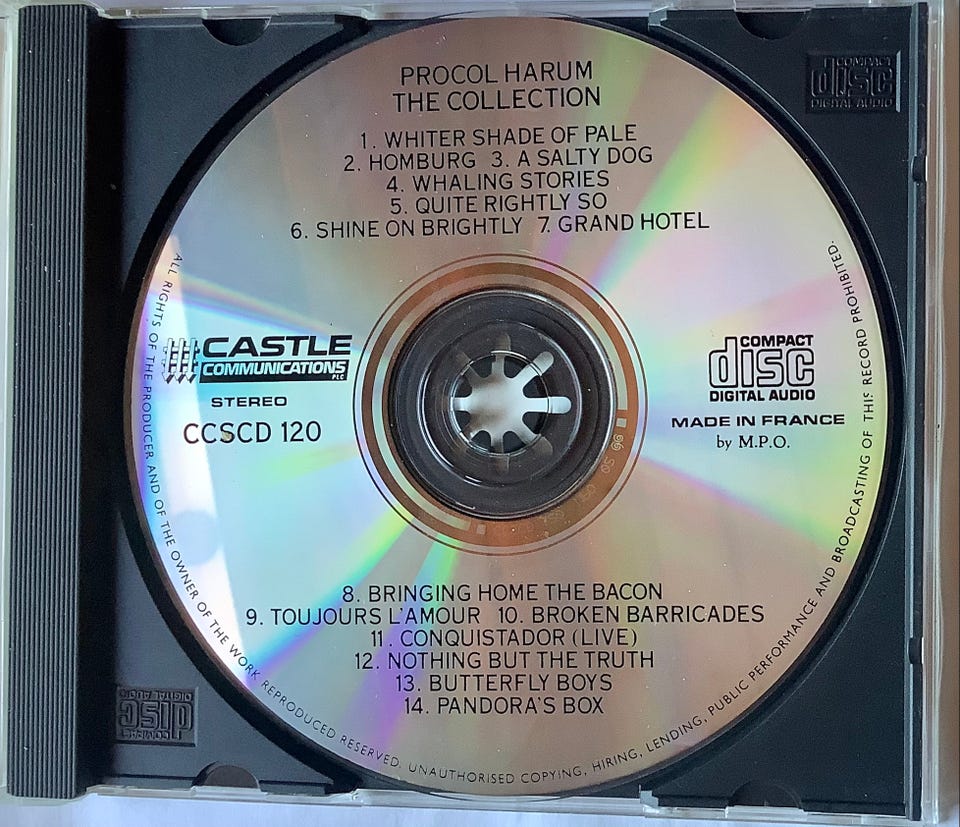 PROCOL HARUM
THE COLLECTION
1. WHITER SHADE OF PALE
2. HOMBURG 3. A SALTY DOG
4. WHALING STORIES
5. QUITE RIGHTLY SO
6. SHINE ON BRIGHTLY 7. GRAND HOTEL
CASTLE
COMMUNICATIONS
PLC
STEREO
CCSCD 120
COMPACT
disc
DIGITAL AUDIO
MADE IN FRANCE
by M.P.O.
8. BRINGING HOME THE BACON
9. TOUJOURS L'AMOUR 10. BROKEN BARRICADES
11. CONQUISTADOR (LIVE)
12. NOTHING BUT THE TRUTH
13. BUTTERFLY BOYS
14. PANDORA'S BOX
ALL RIGHTS OF THE PRODUCER AND OF THE OWNER OF THE WORK REPRODUCED RESERVED. UNAUTHORISED COPYING, HIRING, LENDING, PUBLIC PERFORMANCE AND BROADCASTING OF THIS RECORD PROHIBITED.
COMPACT
disc
DIGITAL AUDIO
COMPACT
disc
DIGITAL AUDIO